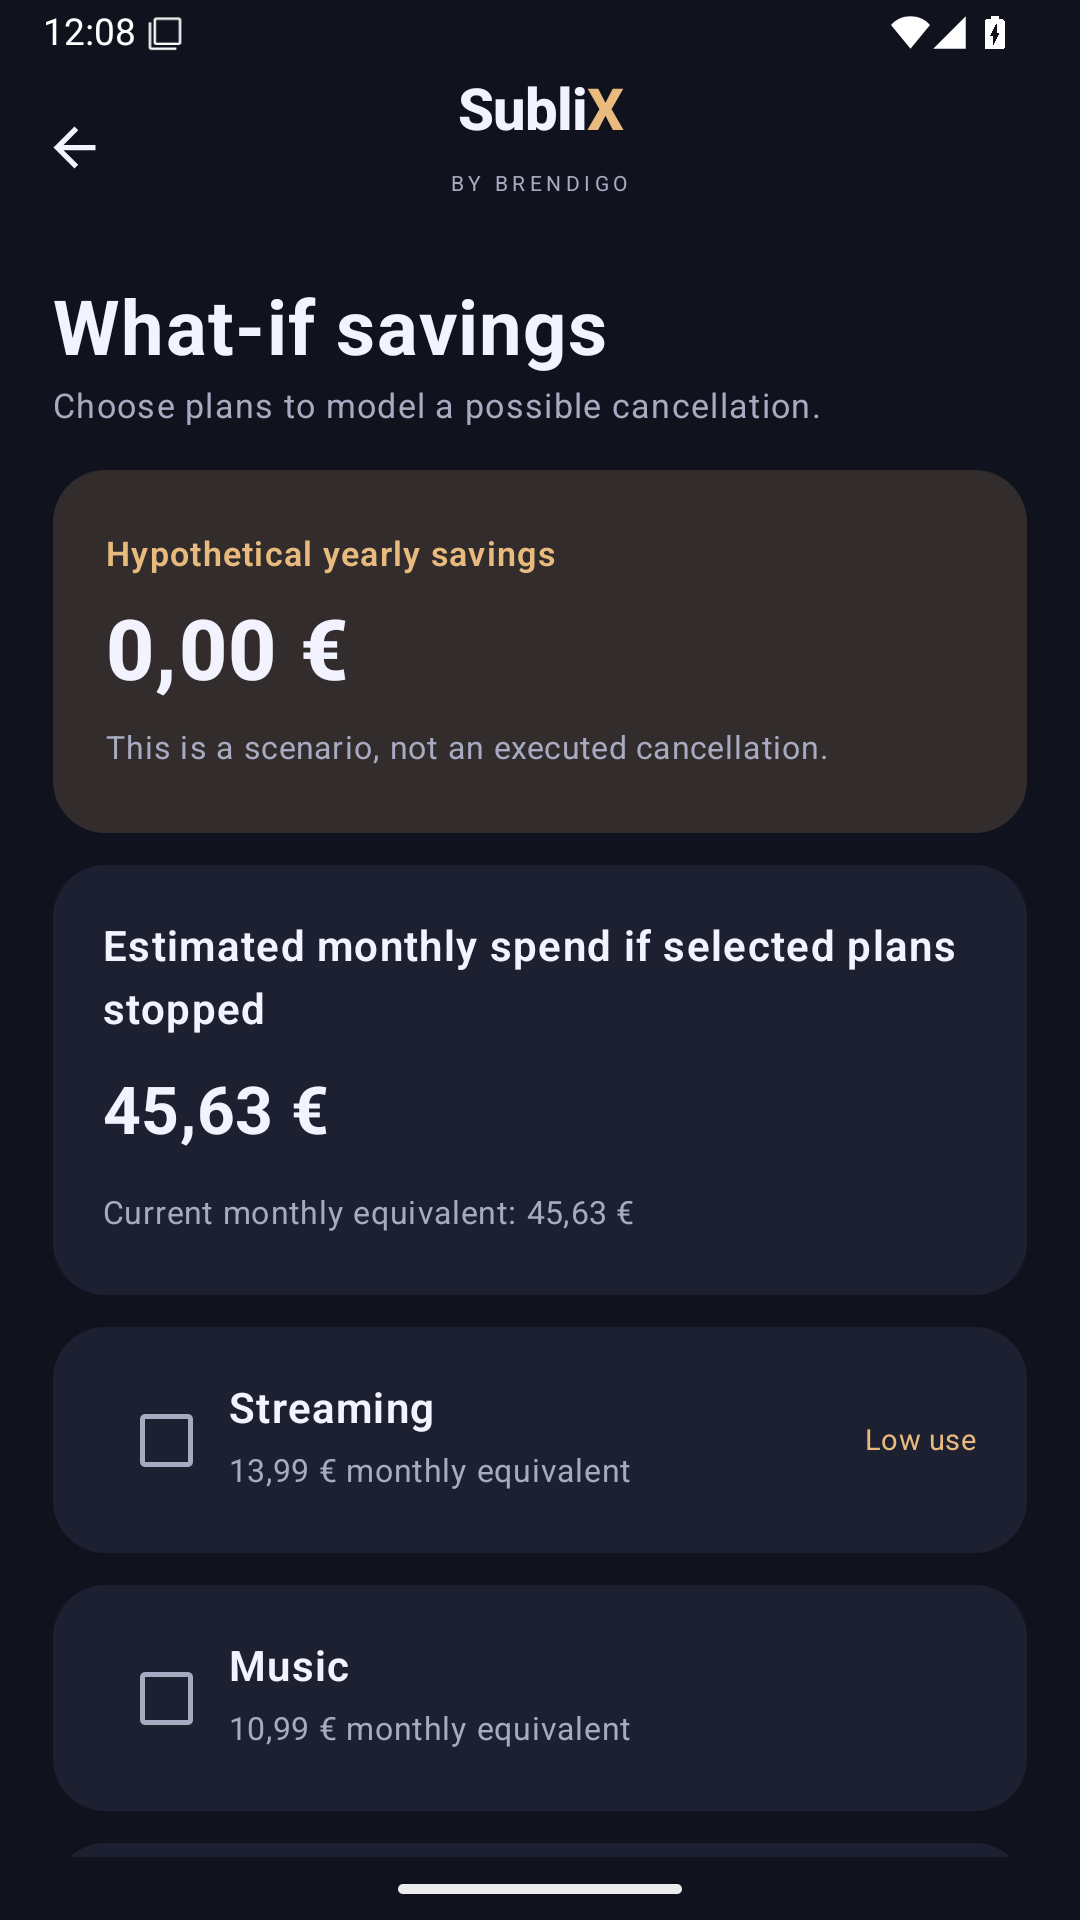 12:08
SubliX
BY BRENDIGO
What-if savings
Choose plans to model a possible cancellation.
Hypothetical yearly savings
0,00 €
This is a scenario, not an executed cancellation.
Estimated monthly spend if selected plans
stopped
45,63 €
Current monthly equivalent: 45,63 €
Streaming
13,99 € monthly equivalent
Low use
Music
10,99 € monthly equivalent